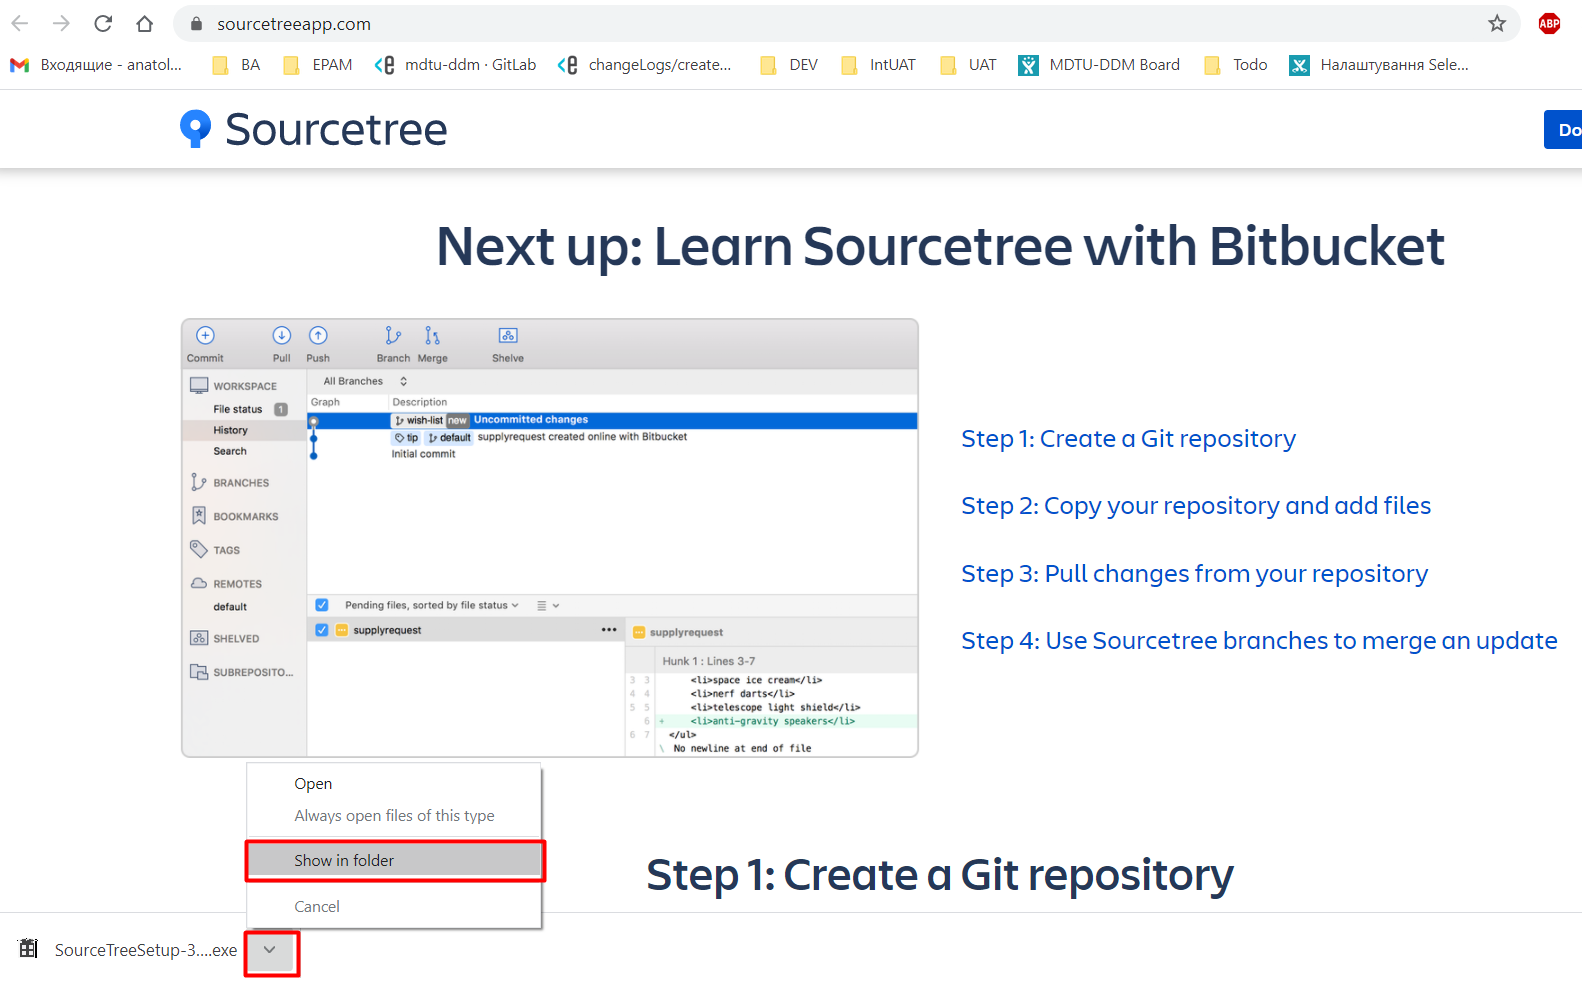 sourcetreeapp.com
ABP
Входящие - anatol...
BA
EPAM
mdtu-ddm · GitLab
changeLogs/create...
DEV
IntUAT
UAT
MDTU-DDM Board
Todo
Налаштування Sele...
Sourcetree
Do
Next up: Learn Sourcetree with Bitbucket
Commit
Pull
Push
Branch
Merge
Shelve
WORKSPACE
File status 1
History
Search
BRANCHES
BOOKMARKS
TAGS
REMOTES
default
SHELVED
SUBREPOSITO...
All Branches
Graph
Description
wish-list new Uncommitted changes
tip default supplyrequest created online with Bitbucket
Initial commit
Pending files, sorted by file status
supplyrequest
supplyrequest
Hunk 1 : Lines 3-7
3 3 <li>space ice cream</li>
4 4 <li>nerf darts</li>
5 5 <li>telescope light shield</li>
6 + <li>anti-gravity speakers</li>
6 7 </ul>
\ No newline at end of file
Step 1: Create a Git repository
Step 2: Copy your repository and add files
Step 3: Pull changes from your repository
Step 4: Use Sourcetree branches to merge an update
Open
Always open files of this type
Show in folder
Cancel
Step 1: Create a Git repository
SourceTreeSetup-3....exe